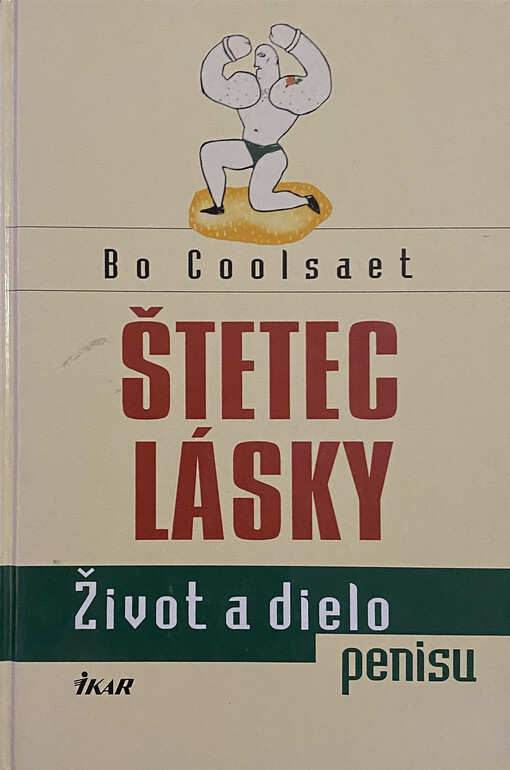 Bo Coolsaet
ŠTETEC
LÁSKY
Život a dielo
penisu
IKAR